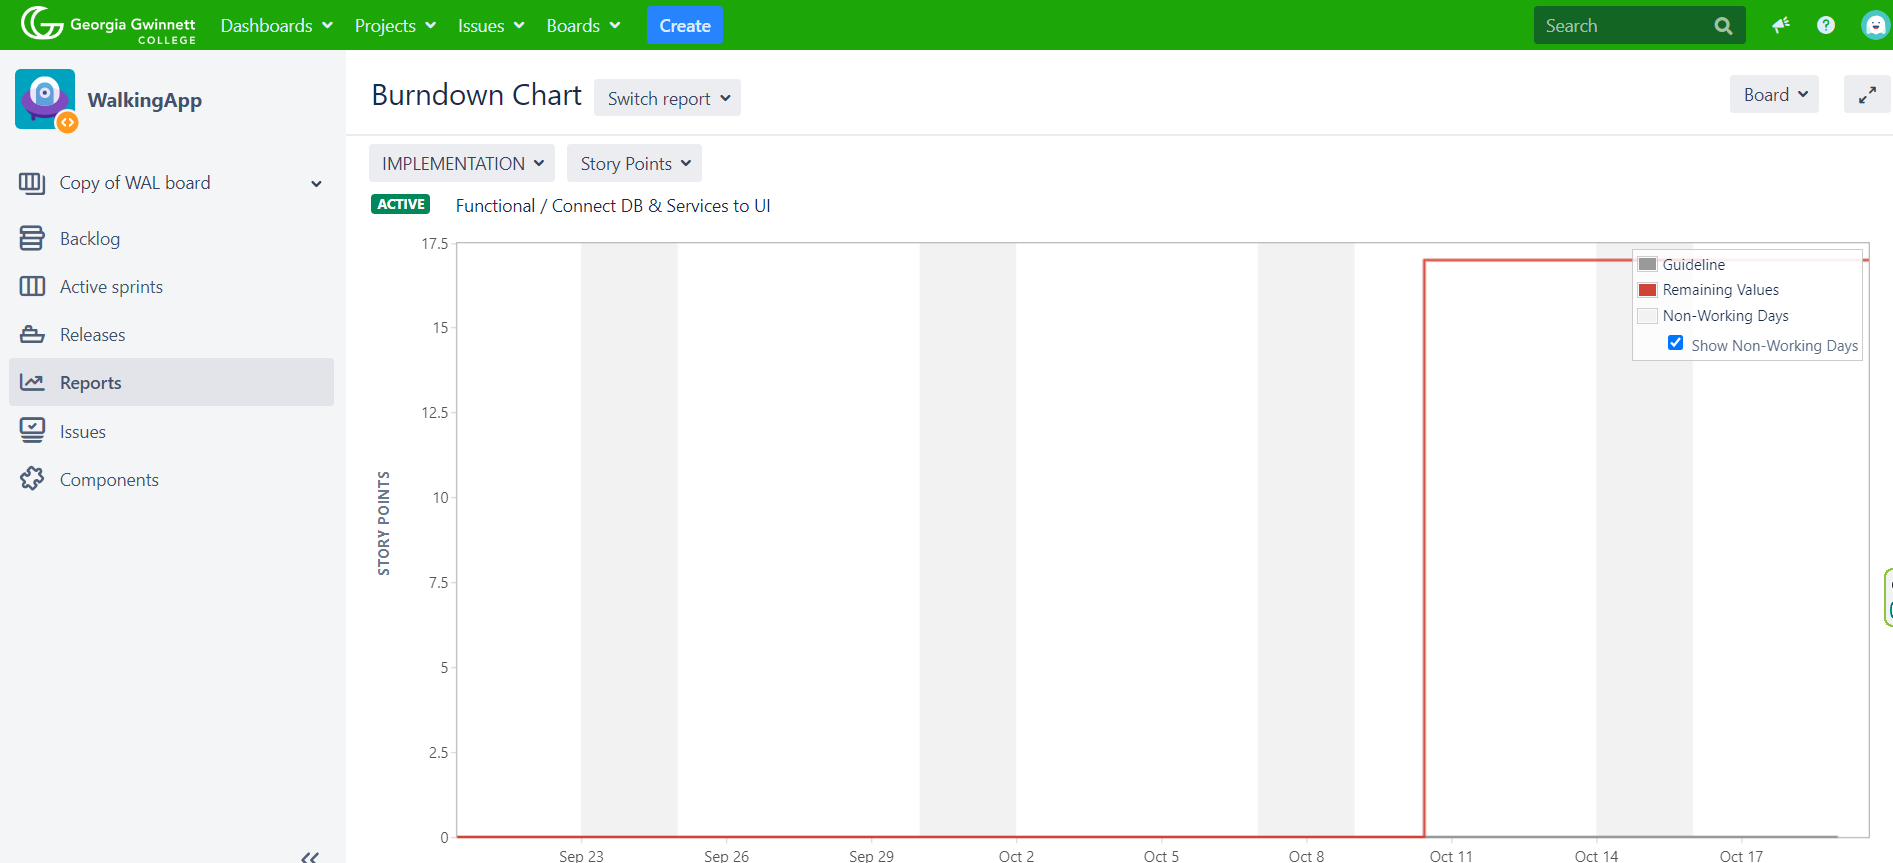 Georgia Gwinnett
COLLEGE
Dashboards
Projects
Issues
Boards
Create
Search
WalkingApp
Copy of WAL board
Backlog
Active sprints
Releases
Reports
Issues
Components
Burndown Chart
Switch report
Board
IMPLEMENTATION
Story Points
ACTIVE
Functional / Connect DB & Services to UI
STORY POINTS
17.5
15
12.5
10
7.5
5
2.5
0
Guideline
Remaining Values
Non-Working Days
Show Non-Working Days
Sep 23
Sep 26
Sep 29
Oct 2
Oct 5
Oct 8
Oct 11
Oct 14
Oct 17